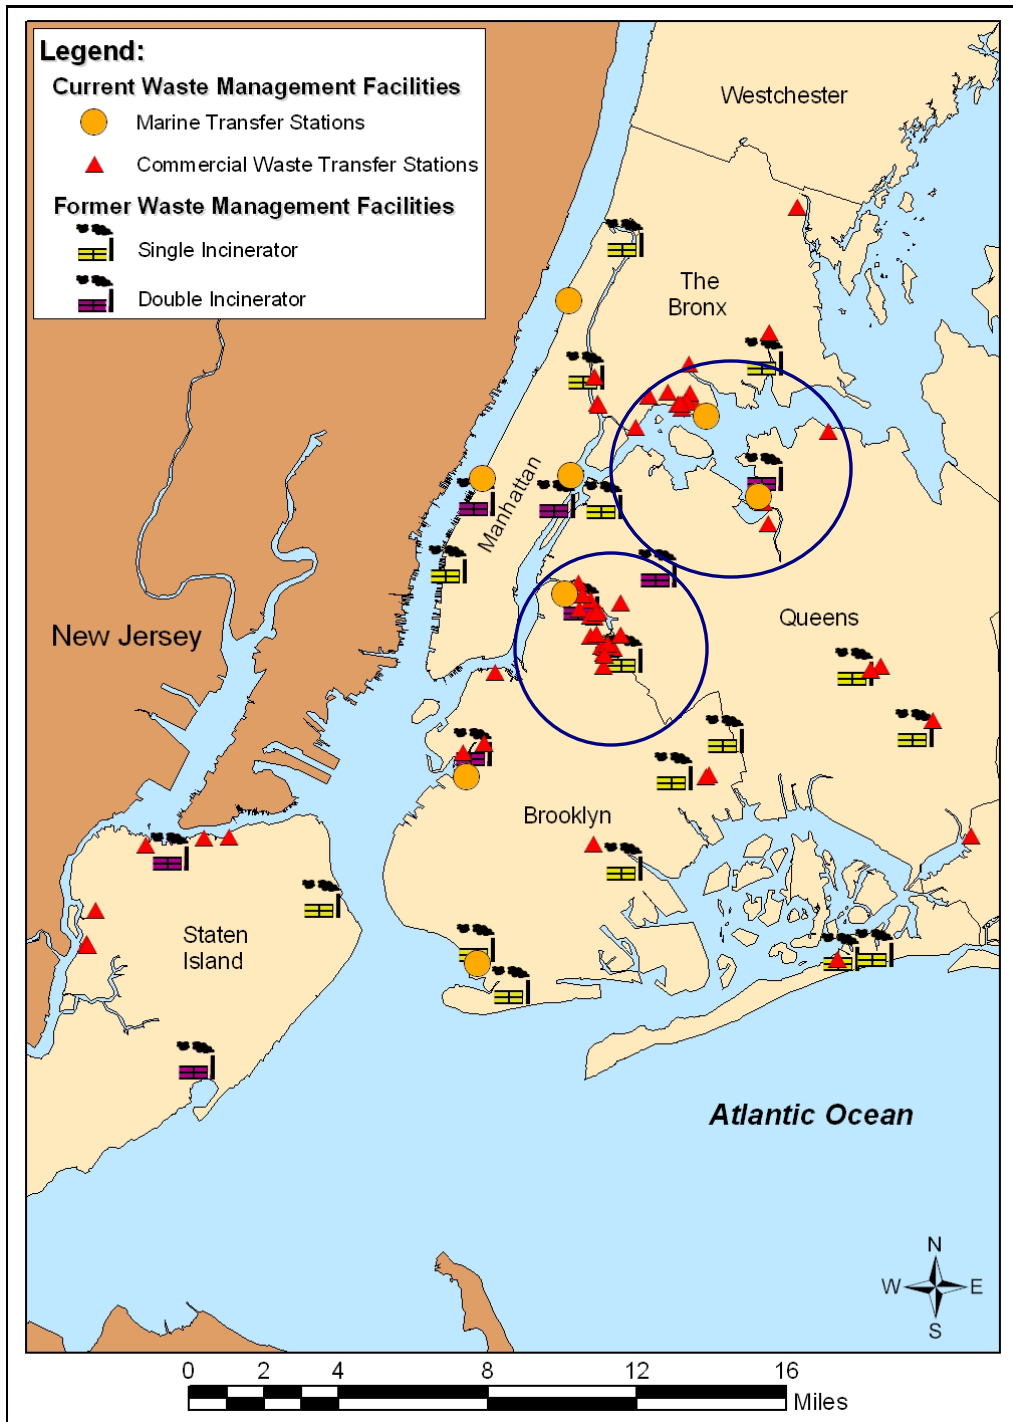 Legend:
Current Waste Management Facilities
Marine Transfer Stations
Commercial Waste Transfer Stations
Former Waste Management Facilities
Single Incinerator
Double Incinerator
Westchester
The
Bronx
Manhattan
New Jersey
Queens
Brooklyn
Staten
Island
Atlantic Ocean
N
W
E
S
0 2 4 8 12 16
Miles